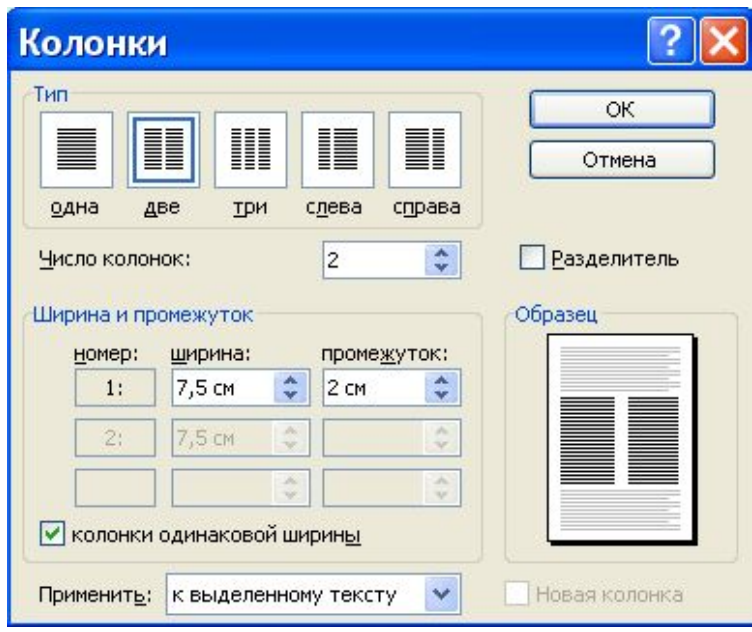 Колонки
Тип
одна две три слева справа
ОК
Отмена
Число колонок: 2
Разделитель
Ширина и промежуток
номер: ширина: промежуток:
1: 7,5 см 2 см
2: 7,5 см
колонки одинаковой ширины
Образец
Применить: к выделенному тексту
Новая колонка